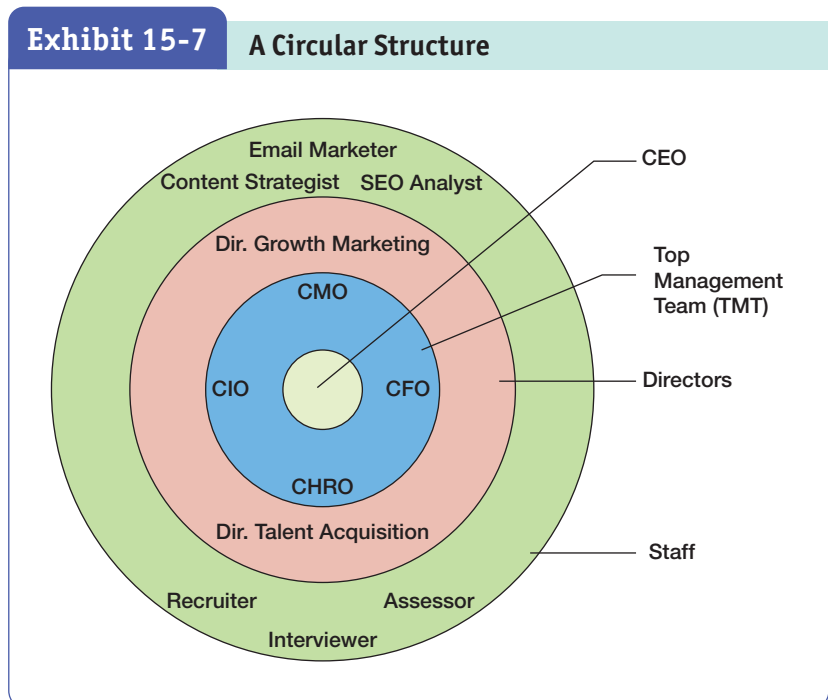 Exhibit 15-7
A Circular Structure
Email Marketer
Content Strategist
SEO Analyst
Dir. Growth Marketing
CMO
CIO
CFO
CHRO
Dir. Talent Acquisition
Recruiter
Assessor
Interviewer
CEO
Top
Management
Team (TMT)
Directors
Staff